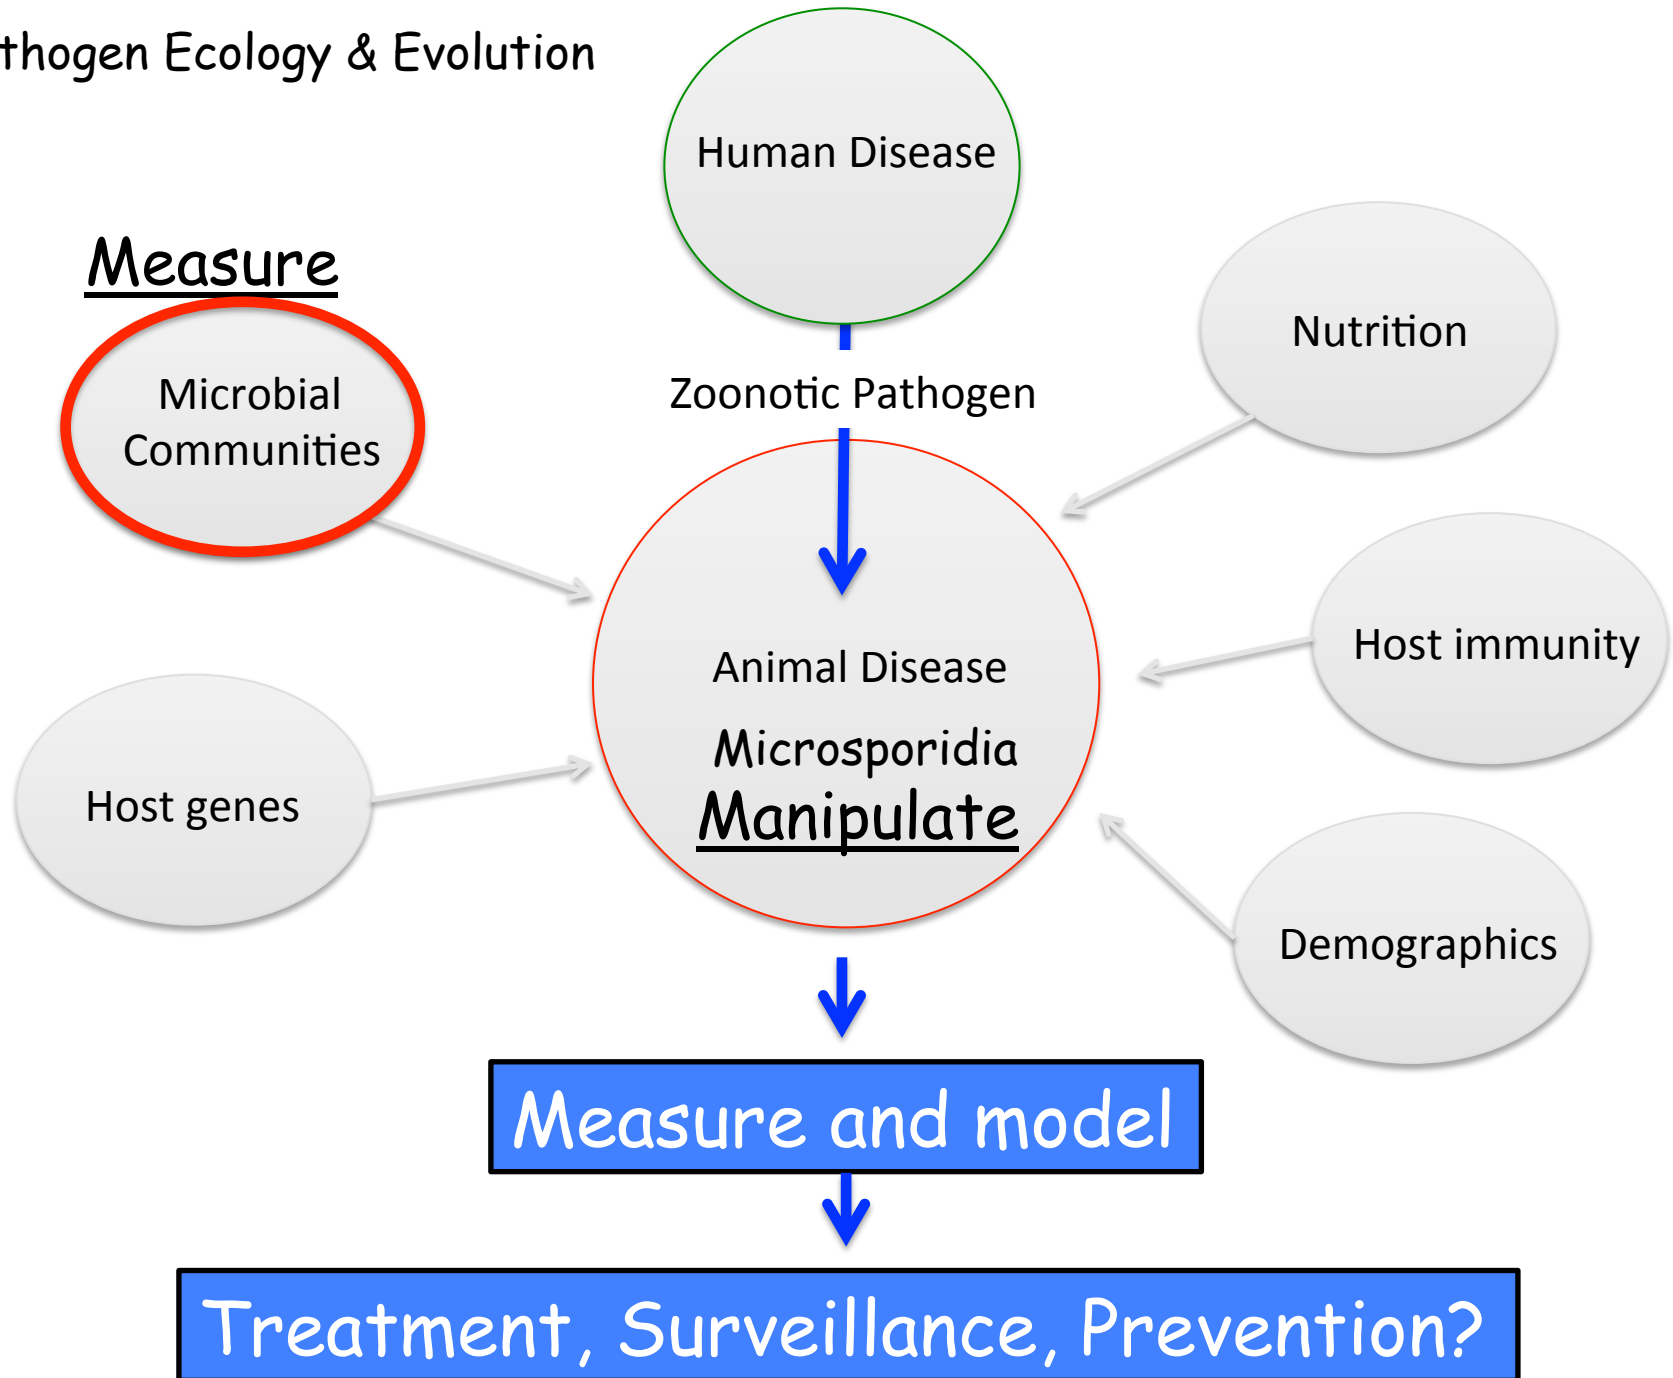 thogen Ecology & Evolution
Human Disease
Measure
Nutrition
Microbial
Communities
Zoonotic Pathogen
Host immunity
Animal Disease
Microsporidia
Manipulate
Host genes
Demographics
Measure and model
Treatment, Surveillance, Prevention?